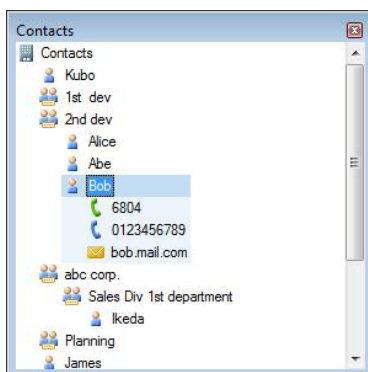 Contacts
Contacts
Kubo
1st dev
2nd dev
Alice
Abe
Bob
6804
0123456789
bob.mail.com
abc corp.
Sales Div 1st department
Ikeda
Planning
James